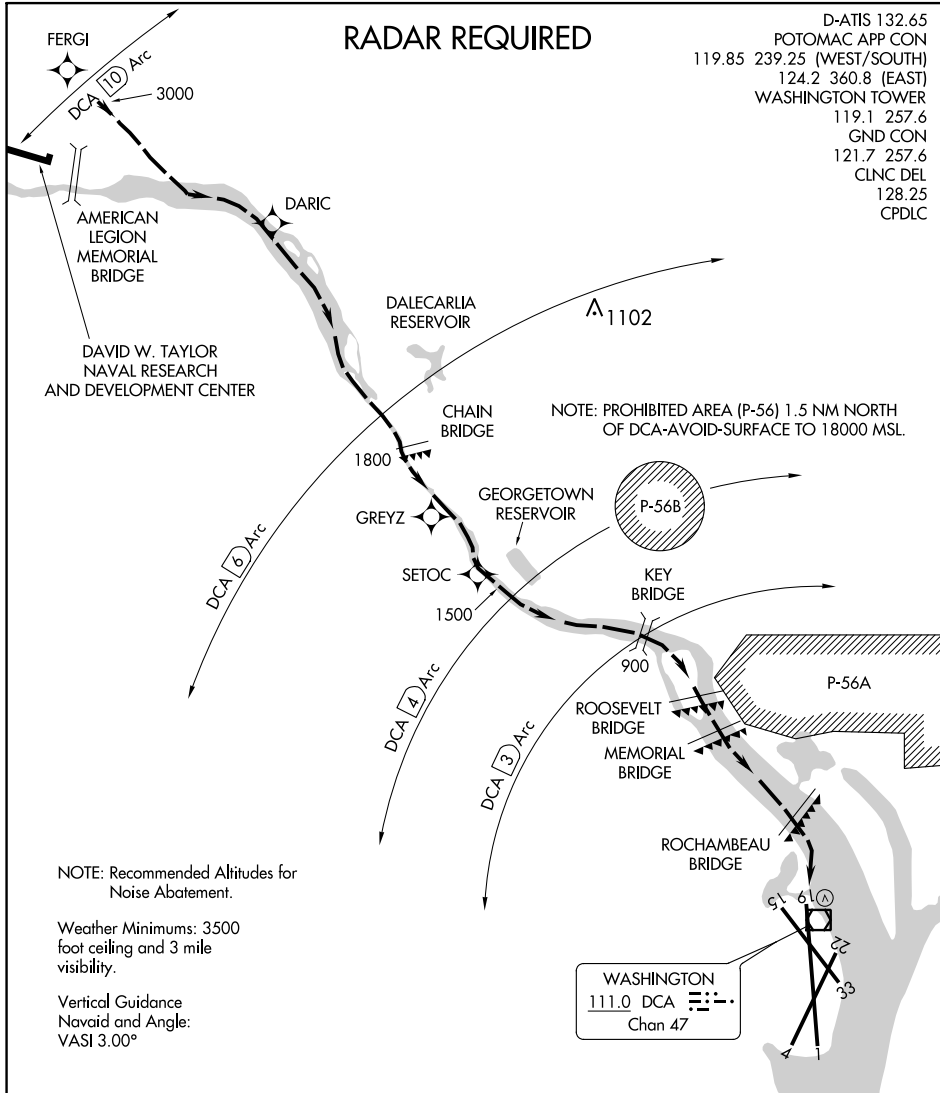 RADAR REQUIRED
D-ATIS 132.65
POTOMAC APP CON
119.85 239.25 (WEST/SOUTH)
124.2 360.8 (EAST)
WASHINGTON TOWER
119.1 257.6
GND CON
121.7 257.6
CLNC DEL
128.25
CPDLC
FERGI
DCA 10 Arc
3000
AMERICAN
LEGION
MEMORIAL
BRIDGE
DARIC
DAVID W. TAYLOR
NAVAL RESEARCH
AND DEVELOPMENT CENTER
DALECARLIA
RESERVOIR
1102
CHAIN
BRIDGE
1800
NOTE: PROHIBITED AREA (P-56) 1.5 NM NORTH
OF DCA-AVOID-SURFACE TO 18000 MSL.
GREYZ
GEORGETOWN
RESERVOIR
P-56B
DCA 6 Arc
SETOC
1500
KEY
BRIDGE
900
P-56A
DCA 4 Arc
ROOSEVELT
BRIDGE
MEMORIAL
BRIDGE
DCA 3 Arc
ROCHAMBEAU
BRIDGE
NOTE: Recommended Altitudes for
Noise Abatement.
Weather Minimums: 3500
foot ceiling and 3 mile
visibility.
Vertical Guidance
Navaid and Angle:
VASI 3.00°
15
19
V
22
33
4
1
WASHINGTON
111.0 DCA
Chan 47